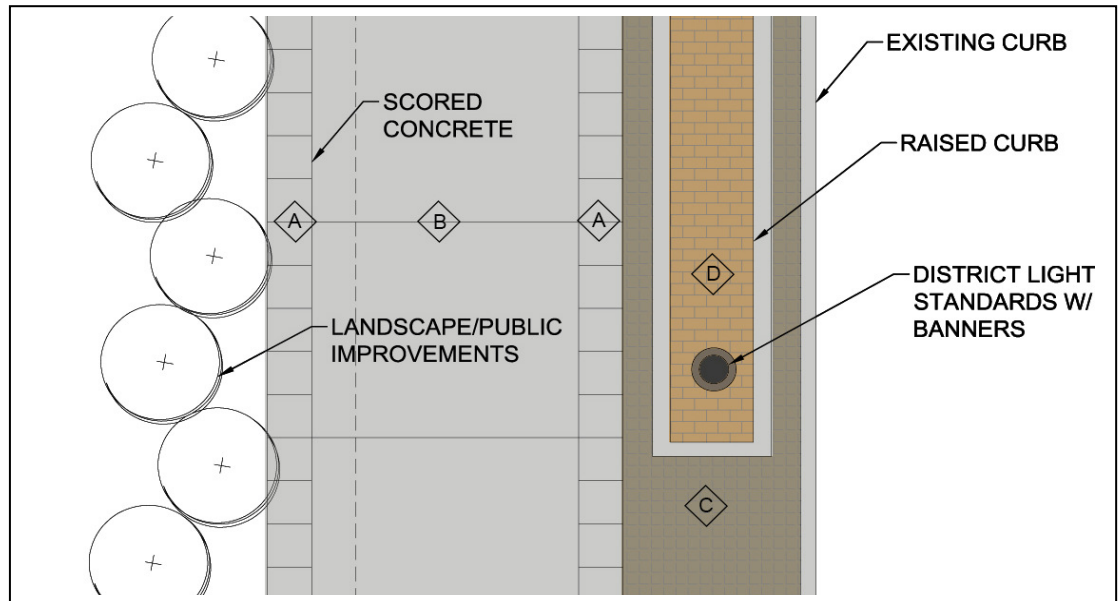 EXISTING CURB
SCORED
CONCRETE
RAISED CURB
A
B
A
D
DISTRICT LIGHT
STANDARDS W/
BANNERS
LANDSCAPE/PUBLIC
IMPROVEMENTS
C